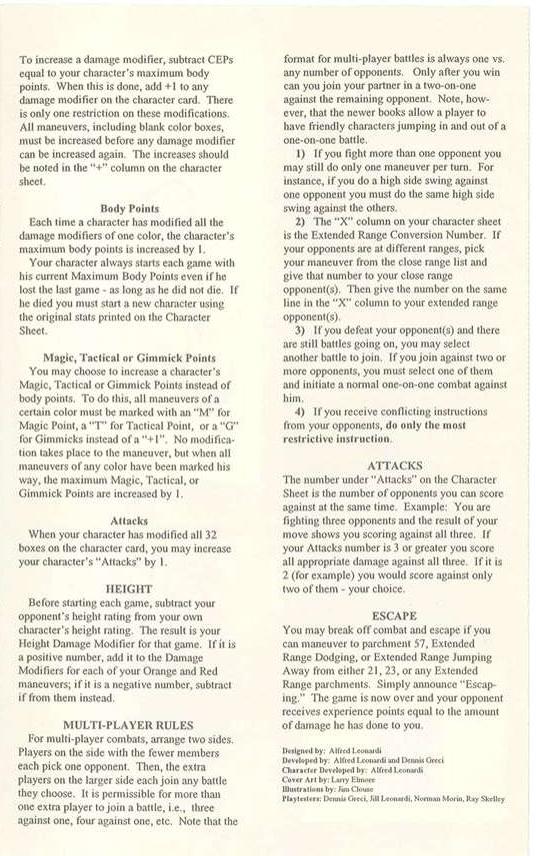 To increase a damage modifier, subtract CEPs
equal to your character's maximum body
points. When this is done, add +1 to any
damage modifier on the character card. There
is only one restriction on these modifications.
All maneuvers, including blank color boxes,
must be increased before any damage modifier
can be increased again. The increases should
be noted in the "+" column on the character
sheet.
Body Points
Each time a character has modified all the
damage modifiers of one color, the character's
maximum body points is increased by 1.
Your character always starts each game with
his current Maximum Body Points even if he
lost the last game - as long as he did not die. If
he died you must start a new character using
the original stats printed on the Character
Sheet.
Magic, Tactical or Gimmick Points
You may choose to increase a character's
Magic, Tactical or Gimmick Points instead of
body points. To do this, all maneuvers of a
certain color must be marked with an "M" for
Magic Point, a "T" for Tactical Point, or a "G"
for Gimmicks instead of a "+1". No modifica-
tion takes place to the maneuver, but when all
maneuvers of any color have been marked his
way, the maximum Magic, Tactical, or
Gimmick Points are increased by 1.
Attacks
When your character has modified all 32
boxes on the character card, you may increase
your character's "Attacks" by 1.
HEIGHT
Before starting each game, subtract your
opponent's height rating from your own
character's height rating. The result is your
Height Damage Modifier for that game. If it is
a positive number, add it to the Damage
Modifiers for each of your Orange and Red
maneuvers; if it is a negative number, subtract
if from them instead.
MULTI-PLAYER RULES
For multi-player combats, arrange two sides.
Players on the side with the fewer members
each pick one opponent. Then, the extra
players on the larger side each join any battle
they choose. It is permissible for more than
one extra player to join a battle, i.e., three
against one, four against one, etc. Note that the
format for multi-player battles is always one vs.
any number of opponents. Only after you win
can you join your partner in a two-on-one
against the remaining opponent. Note, how-
ever, that the newer books allow a player to
have friendly characters jumping in and out of a
one-on-one battle.
1) If you fight more than one opponent you
may still do only one maneuver per turn. For
instance, if you do a high side swing against
one opponent you must do the same high side
swing against the others.
2) The "X" column on your character sheet
is the Extended Range Conversion Number. If
your opponents are at different ranges, pick
your maneuver from the close range list and
give that number to your close range
opponent(s). Then give the number on the same
line in the "X" column to your extended range
opponent(s).
3) If you defeat your opponent(s) and there
are still battles going on, you may select
another battle to join. If you join against two or
more opponents, you must select one of them
and initiate a normal one-on-one combat against
him.
4) If you receive conflicting instructions
from your opponents, do only the most
restrictive instruction.
ATTACKS
The number under "Attacks" on the Character
Sheet is the number of opponents you can score
against at the same time. Example: You are
fighting three opponents and the result of your
move shows you scoring against all three. If
your Attacks number is 3 or greater you score
all appropriate damage against all three. If it is
2 (for example) you would score against only
two of them - your choice.
ESCAPE
You may break off combat and escape if you
can maneuver to parchment 57, Extended
Range Dodging, or Extended Range Jumping
Away from either 21, 23, or any Extended
Range parchments. Simply announce "Escap-
ing." The game is now over and your opponent
receives experience points equal to the amount
of damage he has done to you.
Designed by: Alfred Leonardi
Developed by: Alfred Leonardi and Dennis Greci
Character Developed by: Alfred Leonardi
Cover Art by: Larry Elmore
Illustrations by: Jim Clouse
Playtesters: Dennis Greci, Jill Leonardi, Norman Morin, Ray Skelley